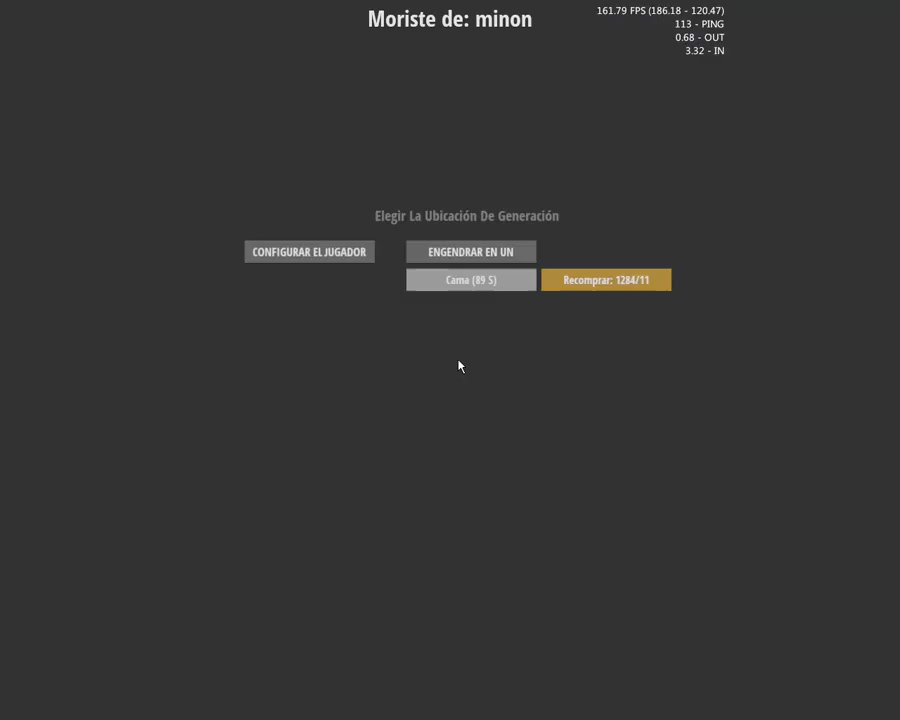 Moriste de: minon
161.79 FPS (186.18 - 120.47)
113 - PING
0.68 - OUT
3.32 - IN
Elegir La Ubicación De Generación
CONFIGURAR EL JUGADOR
ENGENDRAR EN UN
Cama (89 S)
Recomprar: 1284/11